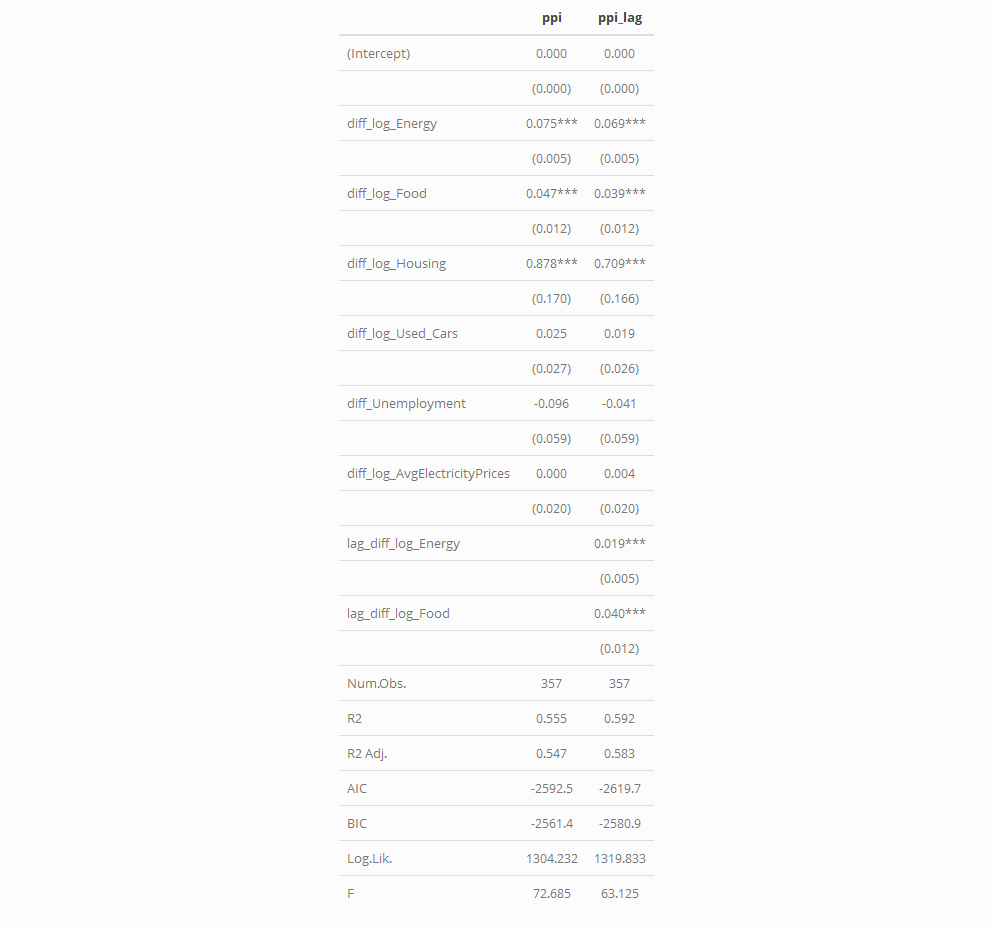 ppi ppi_lag
(Intercept) 0.000 0.000
(0.000) (0.000)
diff_log_Energy 0.075*** 0.069***
(0.005) (0.005)
diff_log_Food 0.047*** 0.039***
(0.012) (0.012)
diff_log_Housing 0.878*** 0.709***
(0.170) (0.166)
diff_log_Used_Cars 0.025 0.019
(0.027) (0.026)
diff_Unemployment -0.096 -0.041
(0.059) (0.059)
diff_log_AvgElectricityPrices 0.000 0.004
(0.020) (0.020)
lag_diff_log_Energy 0.019***
(0.005)
lag_diff_log_Food 0.040***
(0.012)
Num.Obs. 357 357
R2 0.555 0.592
R2 Adj. 0.547 0.583
AIC -2592.5 -2619.7
BIC -2561.4 -2580.9
Log.Lik. 1304.232 1319.833
F 72.685 63.125